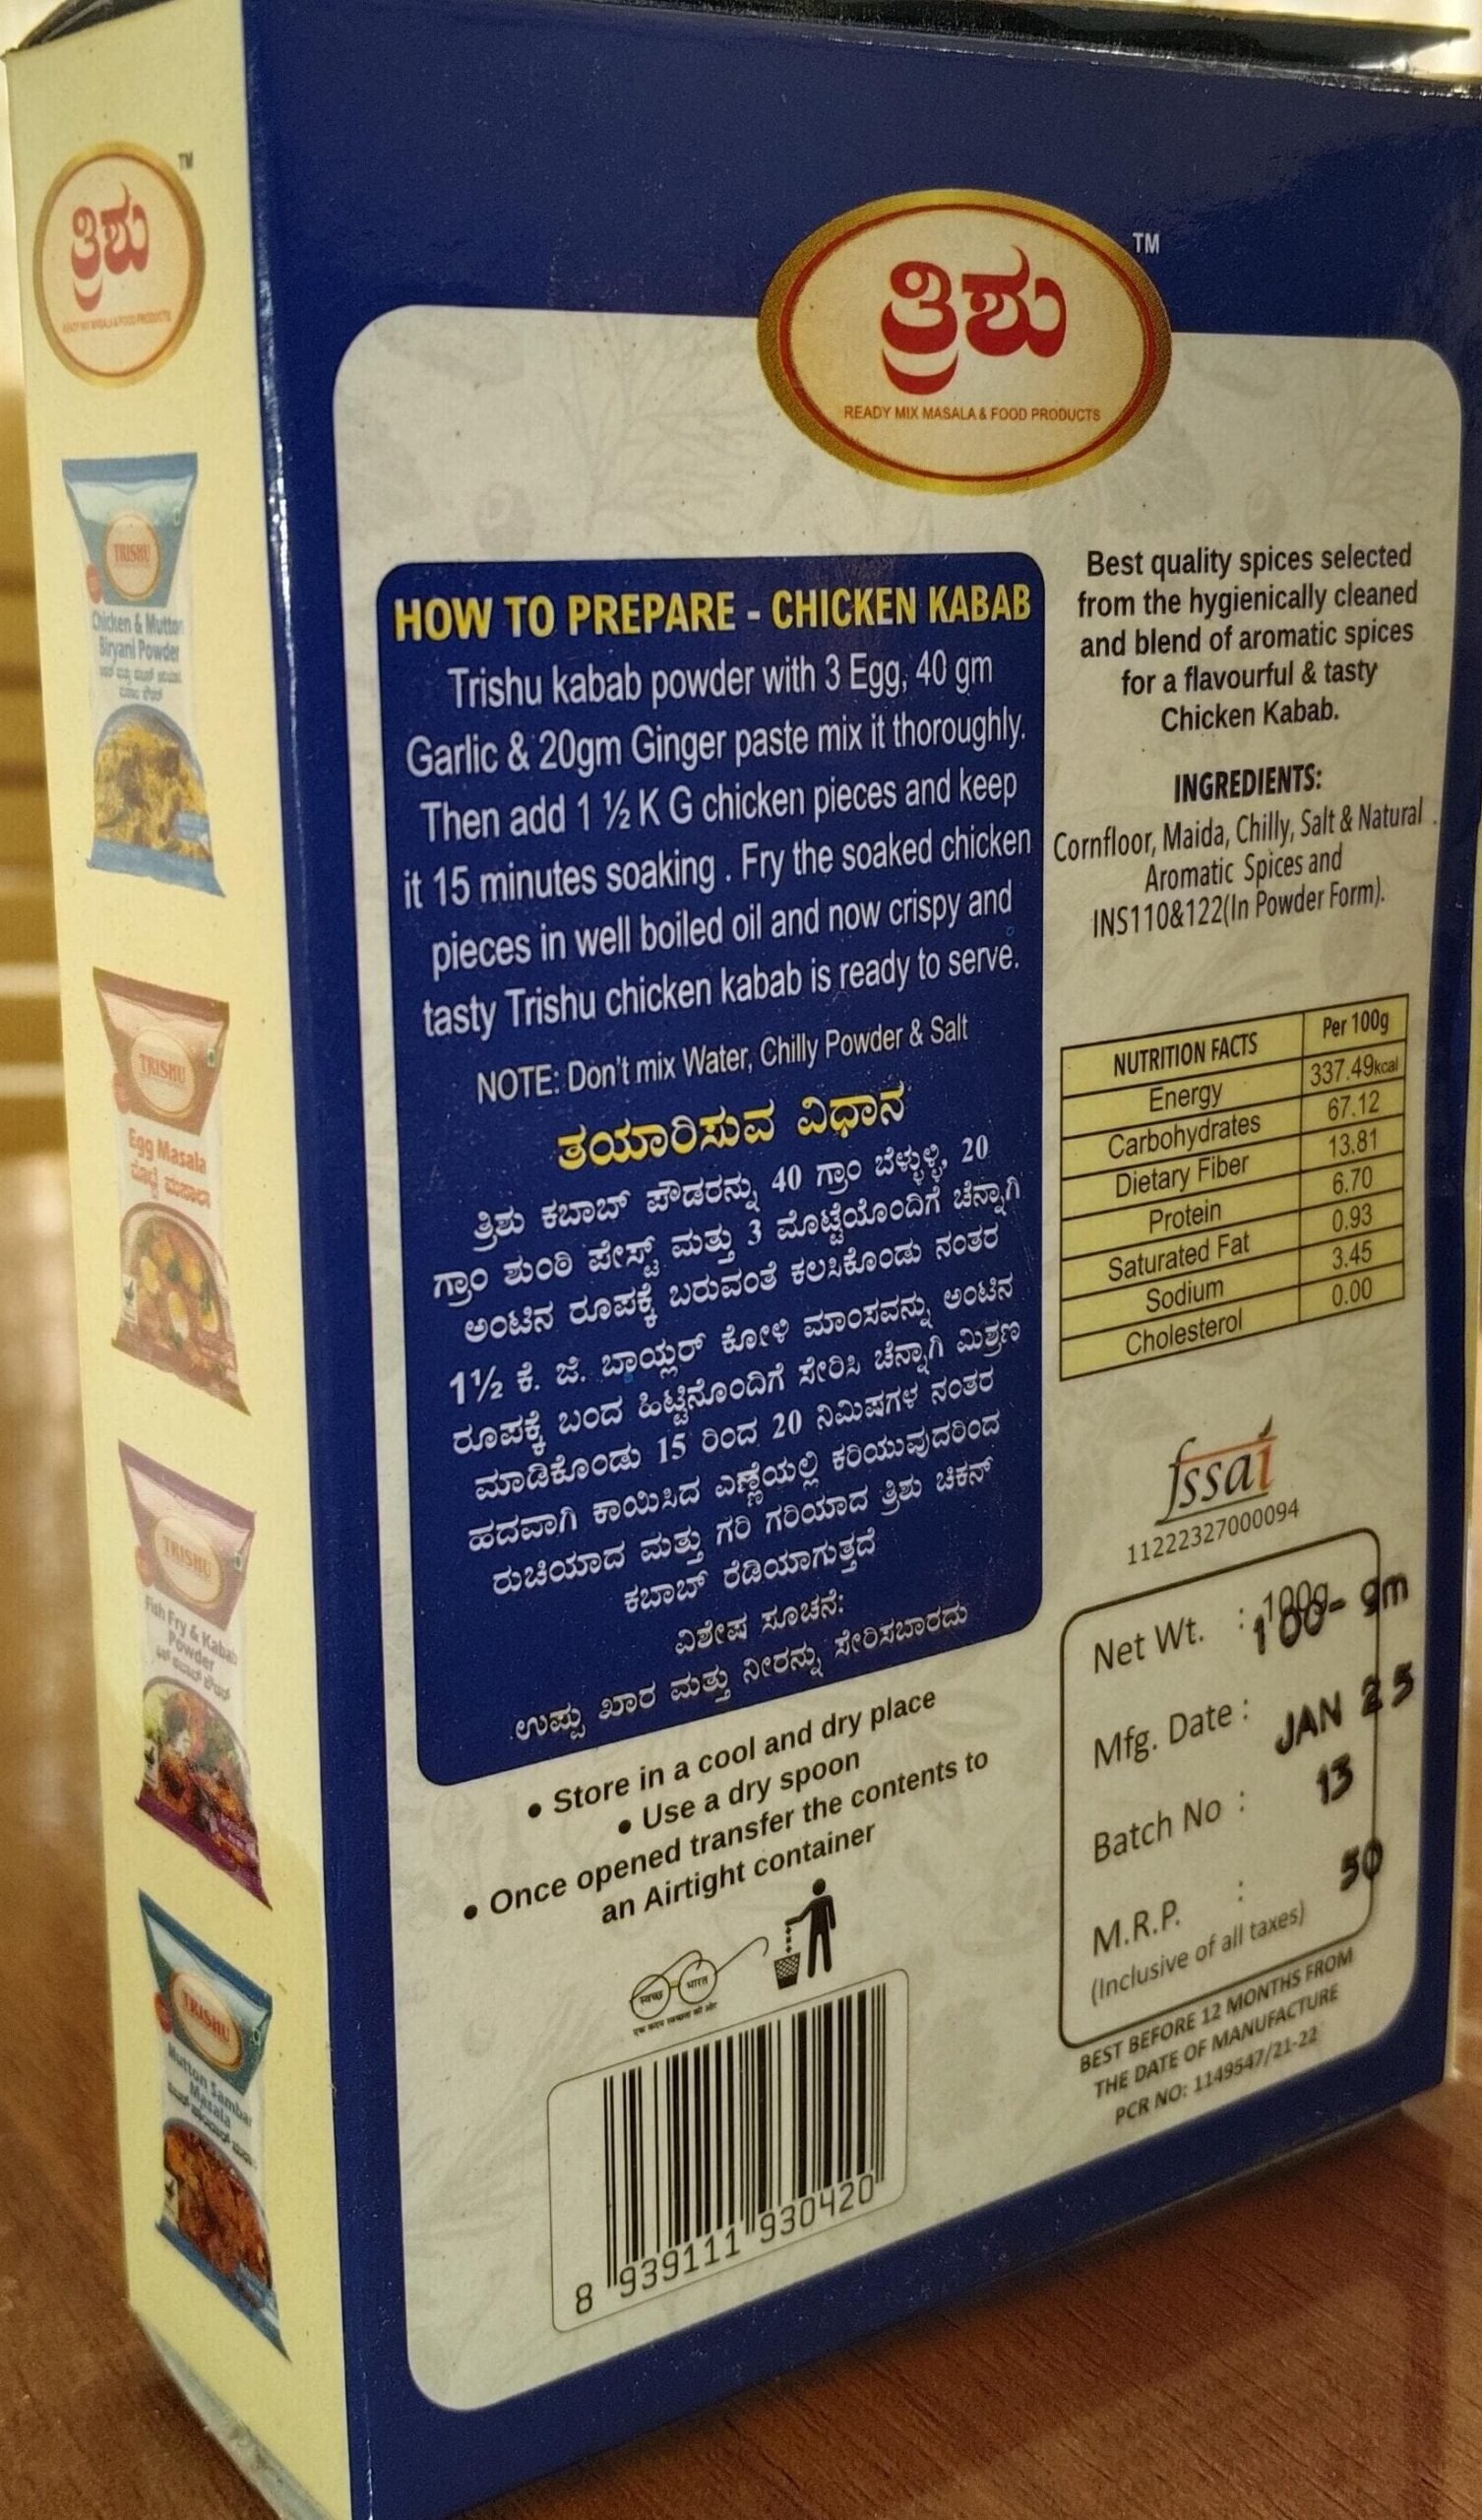 ತ್ರಿಶು
TM
READY MIX MASALA & FOOD PRODUCTS
TRISHU
Chicken & Mutton
Biryani Powder
TRISHU
Egg Masala
ಮೊಟ್ಟೆ ಮಸಾಲಾ
TRISHU
Fish Fry & Kabab
Powder
TRISHU
Mutton Sambar
Masala
ತ್ರಿಶು
TM
READY MIX MASALA & FOOD PRODUCTS
HOW TO PREPARE - CHICKEN KABAB
Trishu kabab powder with 3 Egg, 40 gm
Garlic & 20gm Ginger paste mix it thoroughly.
Then add 1 ½ K G chicken pieces and keep
it 15 minutes soaking . Fry the soaked chicken
pieces in well boiled oil and now crispy and
tasty Trishu chicken kabab is ready to serve.
NOTE: Don't mix Water, Chilly Powder & Salt
ತಯಾರಿಸುವ ವಿಧಾನ
ತ್ರಿಶು ಕಬಾಬ್ ಪೌಡರನ್ನು 40 ಗ್ರಾಂ ಬೆಳ್ಳುಳ್ಳಿ, 20
ಗ್ರಾಂ ಶುಂಠಿ ಪೇಸ್ಟ್ ಮತ್ತು 3 ಮೊಟ್ಟೆಯೊಂದಿಗೆ ಚೆನ್ನಾಗಿ
ಅಂಟಿನ ರೂಪಕ್ಕೆ ಬರುವಂತೆ ಕಲಸಿಕೊಂಡು ನಂತರ
1½ ಕೆ. ಜಿ. ಬ್ರಾಯ್ಲರ್ ಕೋಳಿ ಮಾಂಸವನ್ನು ಅಂಟಿನ
ರೂಪಕ್ಕೆ ಬಂದ ಹಿಟ್ಟಿನೊಂದಿಗೆ ಸೇರಿಸಿ ಚೆನ್ನಾಗಿ ಮಿಶ್ರಣ
ಮಾಡಿಕೊಂಡು 15 ರಿಂದ 20 ನಿಮಿಷಗಳ ನಂತರ
ಹದವಾಗಿ ಕಾಯಿಸಿದ ಎಣ್ಣೆಯಲ್ಲಿ ಕರಿಯುವುದರಿಂದ
ರುಚಿಯಾದ ಮತ್ತು ಗರಿ ಗರಿಯಾದ ತ್ರಿಶು ಚಿಕನ್
ಕಬಾಬ್ ರೆಡಿಯಾಗುತ್ತದೆ
ವಿಶೇಷ ಸೂಚನೆ:
ಉಪ್ಪು ಖಾರ ಮತ್ತು ನೀರನ್ನು ಸೇರಿಸಬಾರದು
• Store in a cool and dry place
• Use a dry spoon
• Once opened transfer the contents to
an Airtight container
स्वच्छ भारत
एक कदम स्वच्छता की ओर
8 939111 930420
Best quality spices selected
from the hygienically cleaned
and blend of aromatic spices
for a flavourful & tasty
Chicken Kabab.
INGREDIENTS:
Cornfloor, Maida, Chilly, Salt & Natural .
Aromatic Spices and
INS110&122(In Powder Form).
NUTRITION FACTS Per 100g
Energy 337.49kcal
Carbohydrates 67.12
Dietary Fiber 13.81
Protein 6.70
Saturated Fat 0.93
Sodium 3.45
Cholesterol 0.00
fssai
11222327000094
Net Wt. : 100g 100- gm
Mfg. Date : JAN 25
Batch No : 13
M.R.P. : 50
(Inclusive of all taxes)
BEST BEFORE 12 MONTHS FROM
THE DATE OF MANUFACTURE
PCR NO: 1149547/21-22